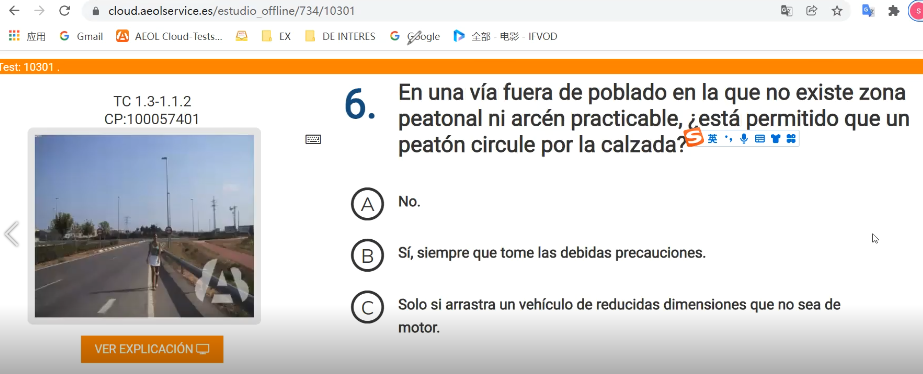 cloud.aeolservice.es/estudio_offline/734/10301
应用 Gmail AEOL Cloud-Tests... EX DE INTERES Google 全部 - 电影 - IFVOD
Test: 10301 .
TC 1.3-1.1.2
CP:100057401
6. En una vía fuera de poblado en la que no existe zona
peatonal ni arcén practicable, ¿está permitido que un
peatón circule por la calzada?
英
A No.
B Sí, siempre que tome las debidas precauciones.
C Solo si arrastra un vehículo de reducidas dimensiones que no sea de
motor.
VER EXPLICACIÓN